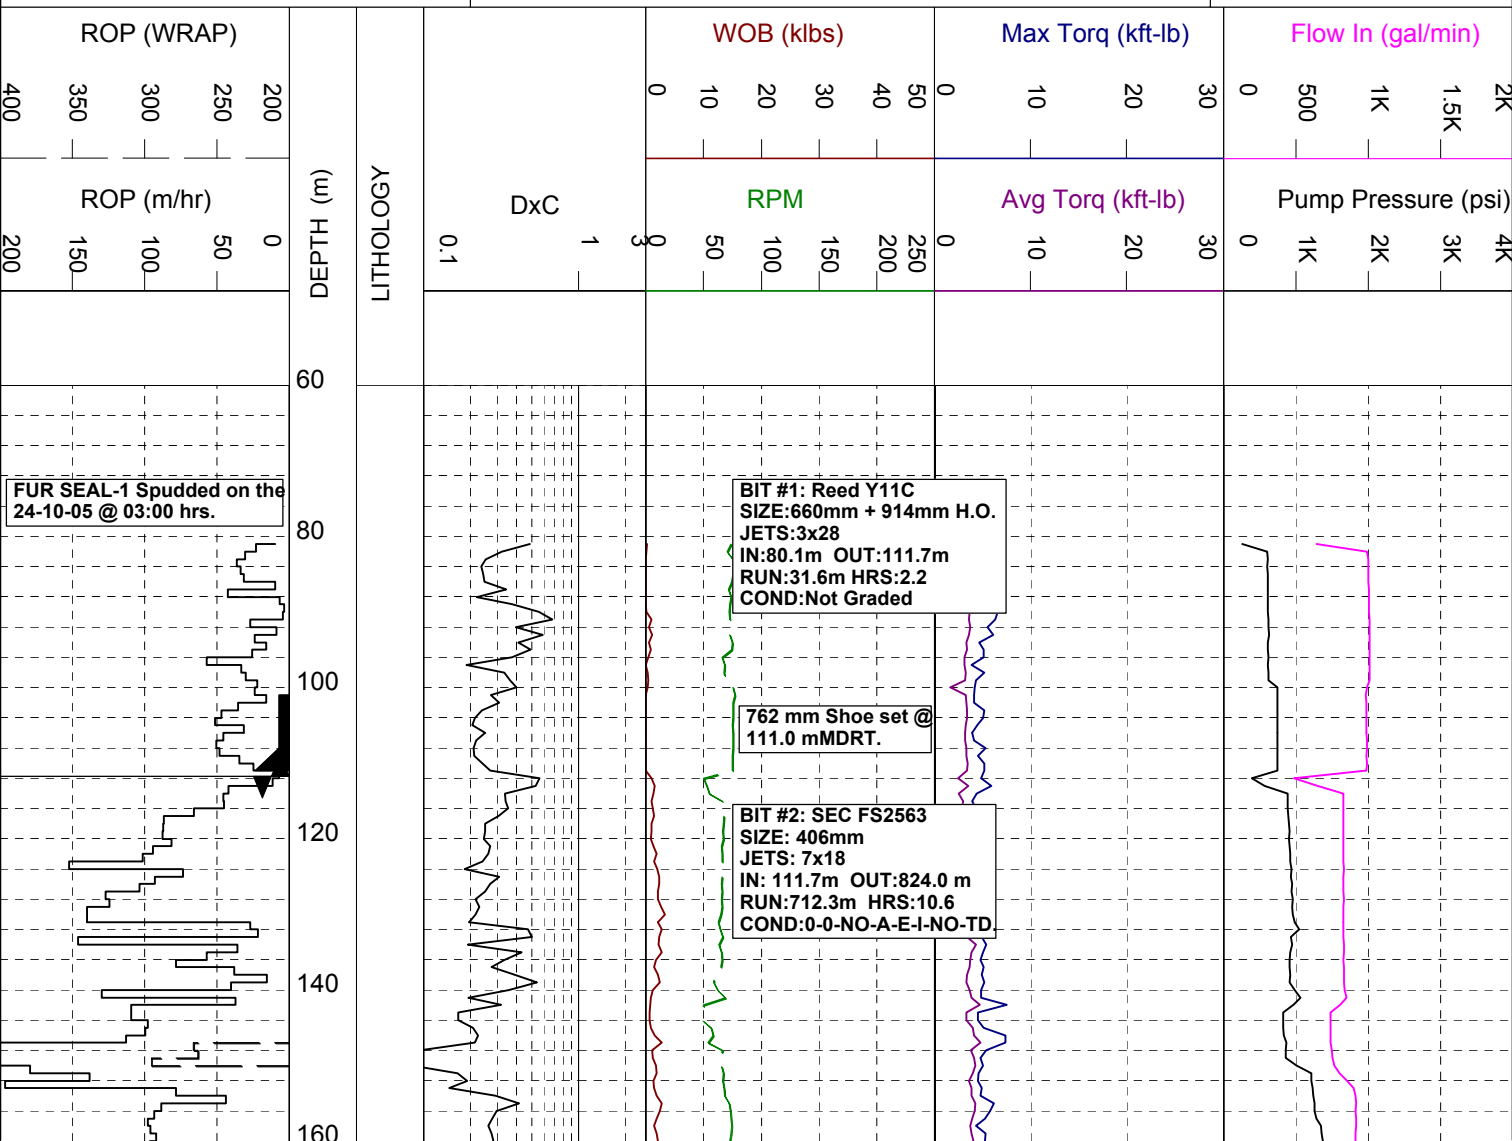 ROP (WRAP)
400 350 300 250 200
ROP (m/hr)
200 150 100 50 0
DEPTH (m)
LITHOLOGY
DxC
0.1 1 3
WOB (klbs)
0 10 20 30 40 50
RPM
0 50 100 150 200 250
Max Torq (kft-lb)
0 10 20 30
Avg Torq (kft-lb)
0 10 20 30
Flow In (gal/min)
0 500 1K 1.5K 2K
Pump Pressure (psi)
0 1K 2K 3K 4K
60
FUR SEAL-1 Spudded on the
24-10-05 @ 03:00 hrs.
80
BIT #1: Reed Y11C
SIZE:660mm + 914mm H.O.
JETS:3x28
IN:80.1m OUT:111.7m
RUN:31.6m HRS:2.2
COND:Not Graded
100
762 mm Shoe set @
111.0 mMDRT.
120
BIT #2: SEC FS2563
SIZE: 406mm
JETS: 7x18
IN: 111.7m OUT:824.0 m
RUN:712.3m HRS:10.6
COND:0-0-NO-A-E-I-NO-TD.
140
160